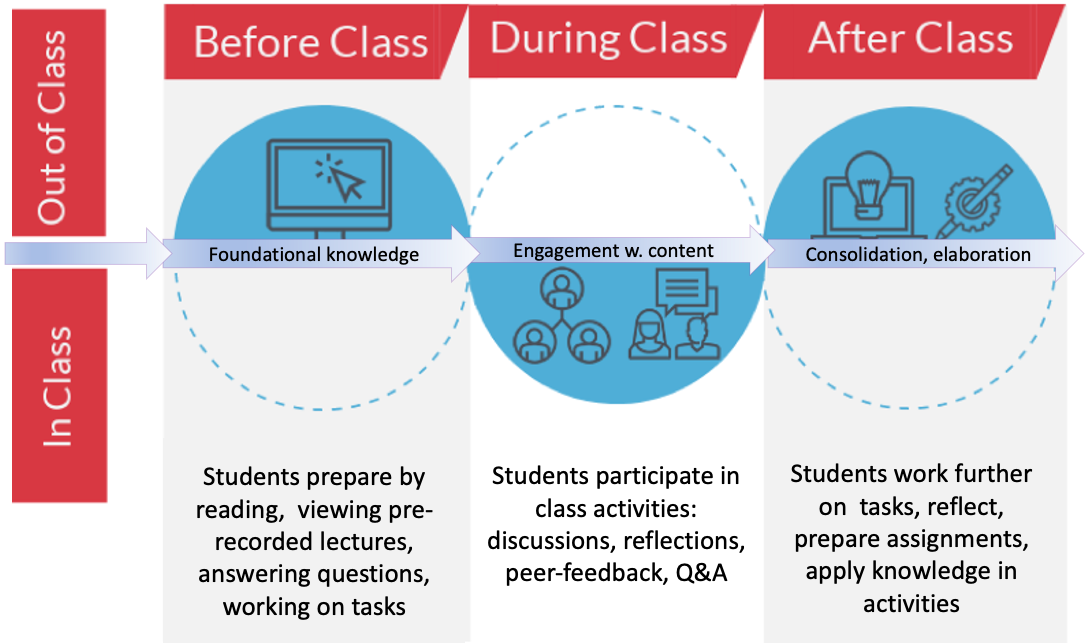 Out of Class
In Class
Before Class
During Class
After Class
Foundational knowledge
Engagement w. content
Consolidation, elaboration
Students prepare by
reading, viewing pre-
recorded lectures,
answering questions,
working on tasks
Students participate in
class activities:
discussions, reflections,
peer-feedback, Q&A
Students work further
on tasks, reflect,
prepare assignments,
apply knowledge in
activities